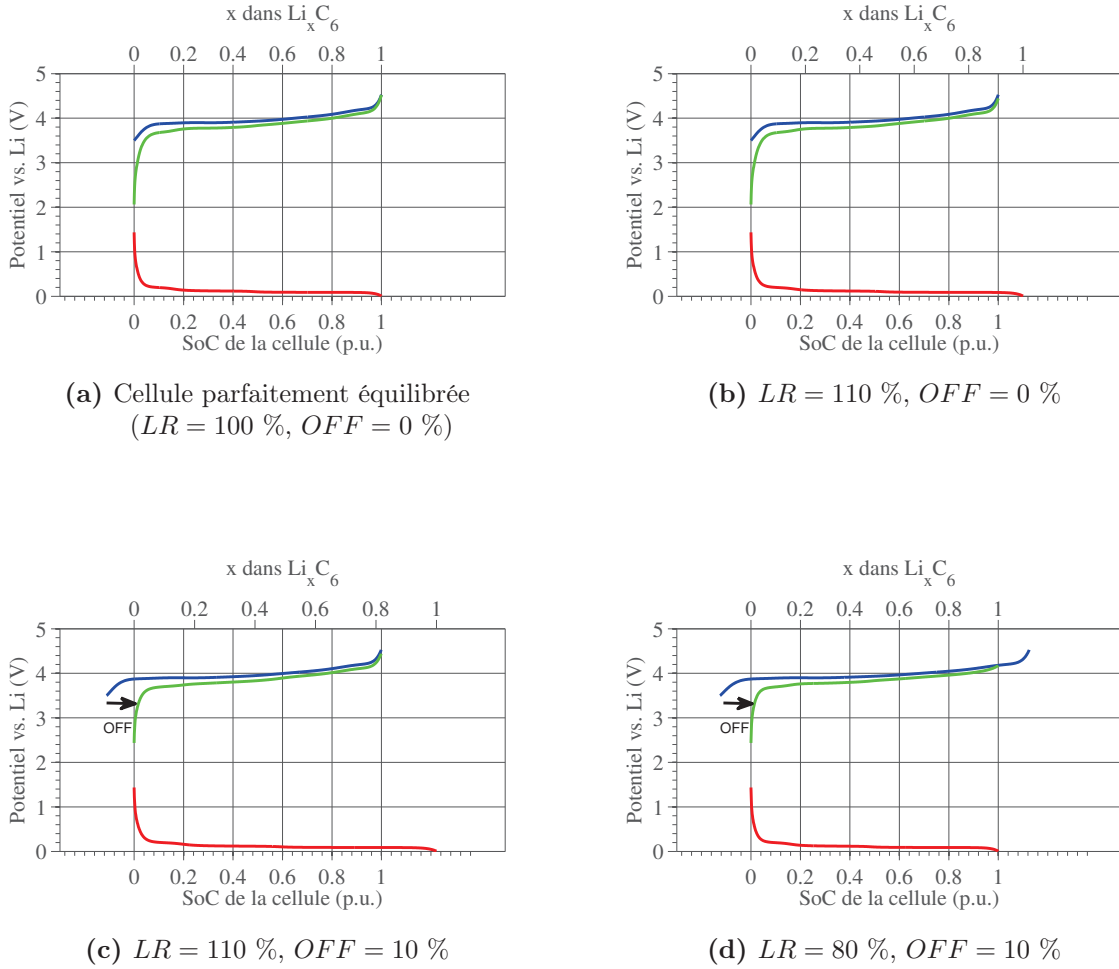 x dans LixC6
0 0.2 0.4 0.6 0.8 1
5
4
3
2
1
0
Potentiel vs. Li (V)
0 0.2 0.4 0.6 0.8 1
SoC de la cellule (p.u.)
(a) Cellule parfaitement équilibrée
(LR = 100 %, OFF = 0 %)
x dans LixC6
0 0.2 0.4 0.6 0.8 1
5
4
3
2
1
0
Potentiel vs. Li (V)
0 0.2 0.4 0.6 0.8 1
SoC de la cellule (p.u.)
(b) LR = 110 %, OFF = 0 %
x dans LixC6
0 0.2 0.4 0.6 0.8 1
5
4
3
2
1
0
Potentiel vs. Li (V)
OFF
0 0.2 0.4 0.6 0.8 1
SoC de la cellule (p.u.)
(c) LR = 110 %, OFF = 10 %
x dans LixC6
0 0.2 0.4 0.6 0.8 1
5
4
3
2
1
0
Potentiel vs. Li (V)
OFF
0 0.2 0.4 0.6 0.8 1
SoC de la cellule (p.u.)
(d) LR = 80 %, OFF = 10 %